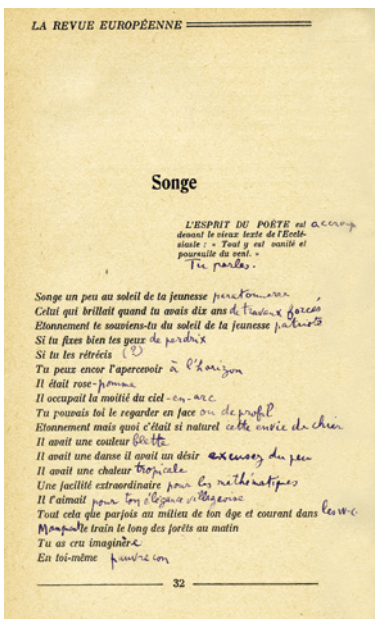 LA REVUE EUROPÉENNE
Songe
L'ESPRIT DU POÈTE est accroup
devant le vieux texte de l'Ecclé-
siaste : « Tout y est vanité et
poursuite du vent. »
Tu parles.
Songe un peu au soleil de ta jeunesse paratonnerre
Celui qui brillait quand tu avais dix ans de travaux forcés
Etonnement te souviens-tu du soleil de ta jeunesse patriote
Si tu fixes bien tes yeux de perdrix
Si tu les rétrécis (?)
Tu peux encor l'apercevoir à l'horizon
Il était rose-pomme
Il occupait la moitié du ciel-en-arc
Tu pouvais toi le regarder en face ou de profil
Etonnement mais quoi c'était si naturel cette envie de chier
Il avait une couleur blette
Il avait une danse il avait un désir excusez du peu
Il avait une chaleur tropicale
Une facilité extraordinaire pour les mathématiques
Il t'aimait pour ton élégance villageoise
Tout cela que parfois au milieu de ton âge et courant dans les w-c.
Manquant le train le long des forêts au matin
Tu as cru imaginère
En toi-même pauvre con
32